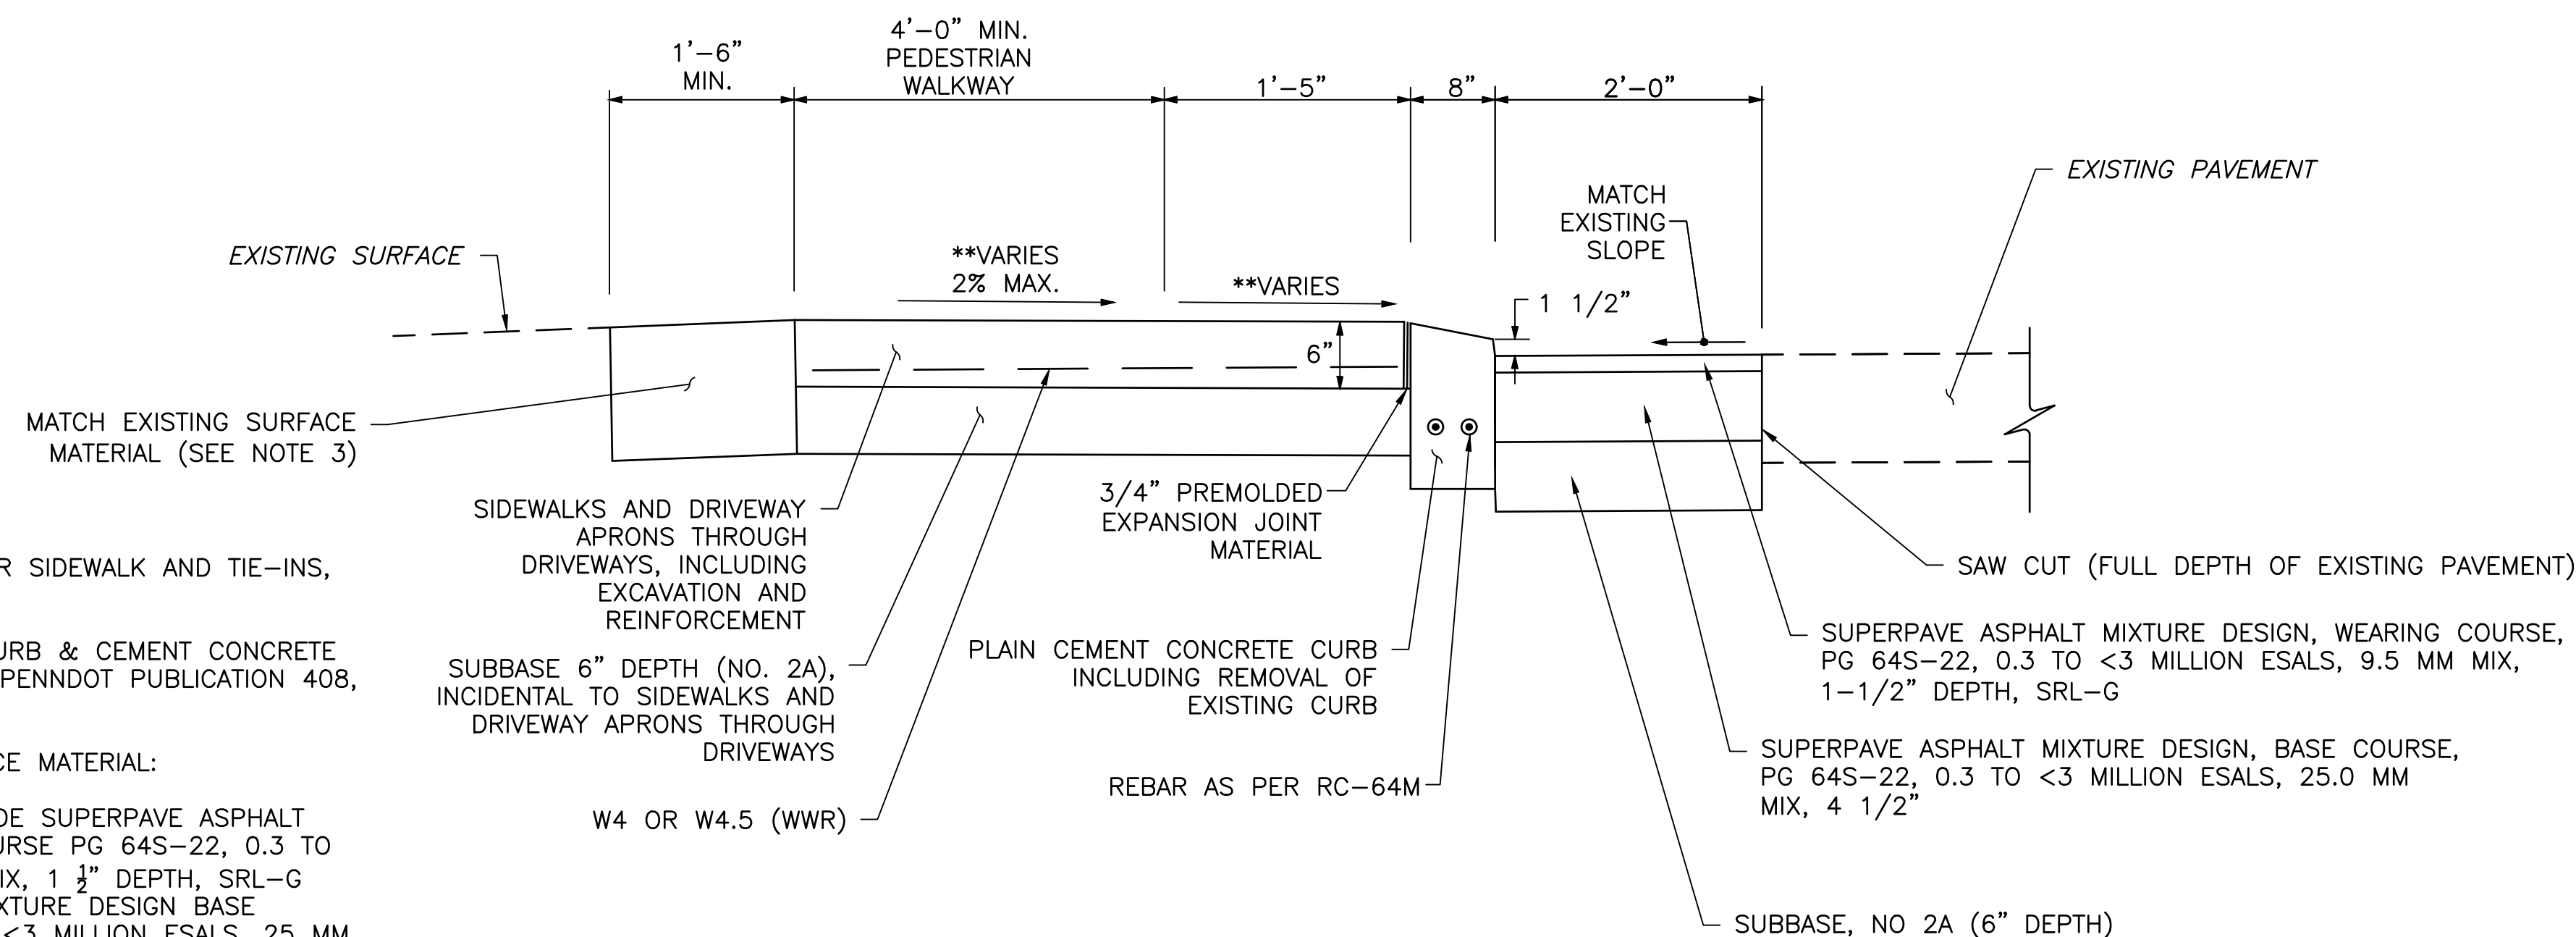 1'-6"
MIN.
4'-0" MIN.
PEDESTRIAN
WALKWAY
1'-5"
8"
2'-0"
EXISTING PAVEMENT
MATCH
EXISTING
SLOPE
EXISTING SURFACE
**VARIES
2% MAX.
**VARIES
1 1/2"
6"
MATCH EXISTING SURFACE
MATERIAL (SEE NOTE 3)
SIDEWALKS AND DRIVEWAY
APRONS THROUGH
DRIVEWAYS, INCLUDING
EXCAVATION AND
REINFORCEMENT
SUBBASE 6" DEPTH (NO. 2A),
INCIDENTAL TO SIDEWALKS AND
DRIVEWAY APRONS THROUGH
DRIVEWAYS
W4 OR W4.5 (WWR)
3/4" PREMOLDED
EXPANSION JOINT
MATERIAL
PLAIN CEMENT CONCRETE CURB
INCLUDING REMOVAL OF
EXISTING CURB
REBAR AS PER RC-64M
SAW CUT (FULL DEPTH OF EXISTING PAVEMENT)
SUPERPAVE ASPHALT MIXTURE DESIGN, WEARING COURSE,
PG 64S-22, 0.3 TO <3 MILLION ESALS, 9.5 MM MIX,
1-1/2" DEPTH, SRL-G
SUPERPAVE ASPHALT MIXTURE DESIGN, BASE COURSE,
PG 64S-22, 0.3 TO <3 MILLION ESALS, 25.0 MM
MIX, 4 1/2"
SUBBASE, NO 2A (6" DEPTH)
R SIDEWALK AND TIE-INS,
URB & CEMENT CONCRETE
PENNDOT PUBLICATION 408,
CE MATERIAL:
DE SUPERPAVE ASPHALT
URSE PG 64S-22, 0.3 TO
IX, 1 ½" DEPTH, SRL-G
XTURE DESIGN BASE
<3 MILLION ESALS, 25 MM